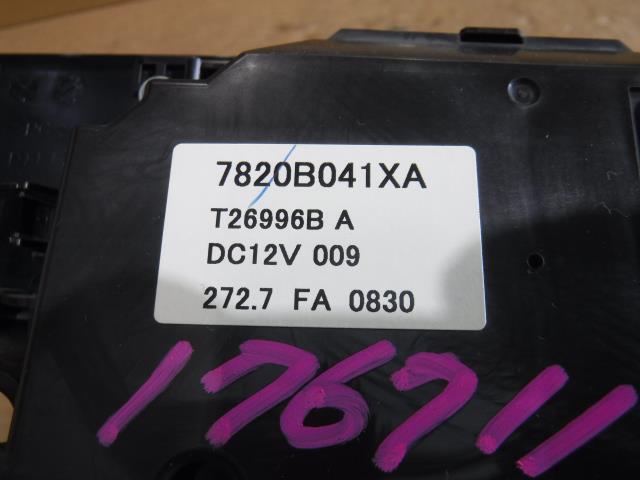 7820B041XA
T26996B A
DC12V 009
272.7 FA 0830
176711